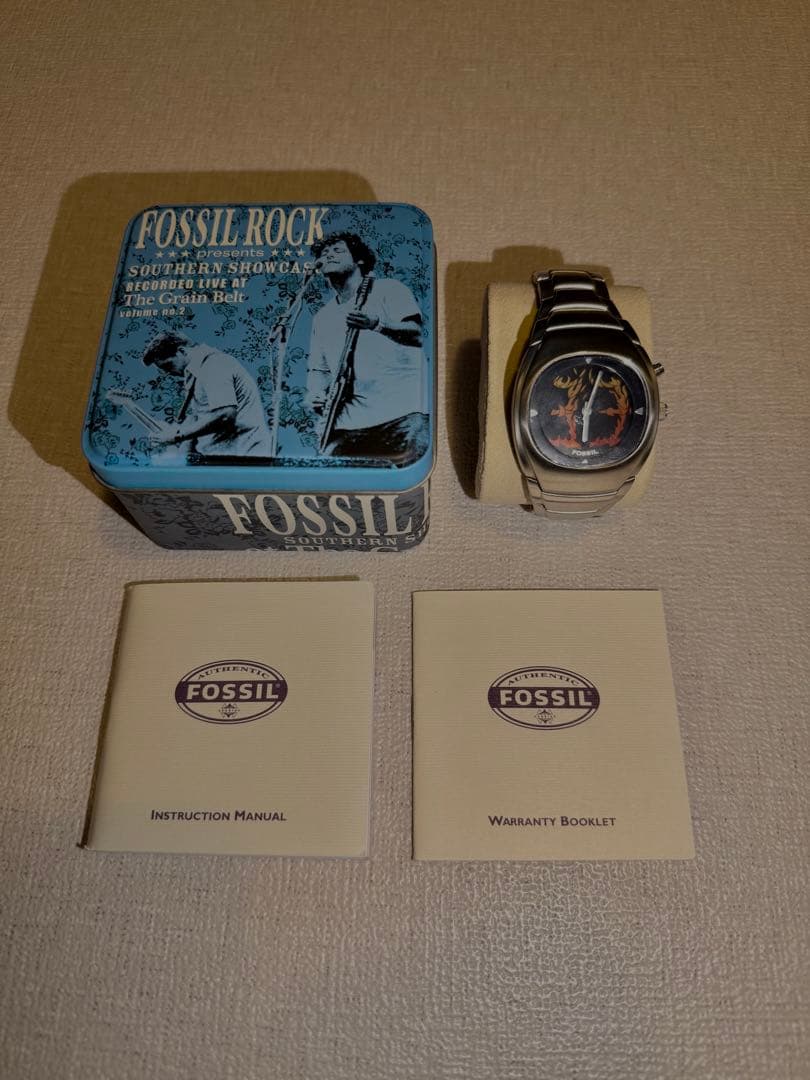 FOSSIL ROCK
★★★ presents ★★★
SOUTHERN SHOWCAS
RECORDED LIVE AT
The Grain Belt
volume no.2
FOSSIL
SOUTHERN S
FOSSIL
AUTHENTIC
FOSSIL
INSTRUCTION MANUAL
AUTHENTIC
FOSSIL
WARRANTY BOOKLET